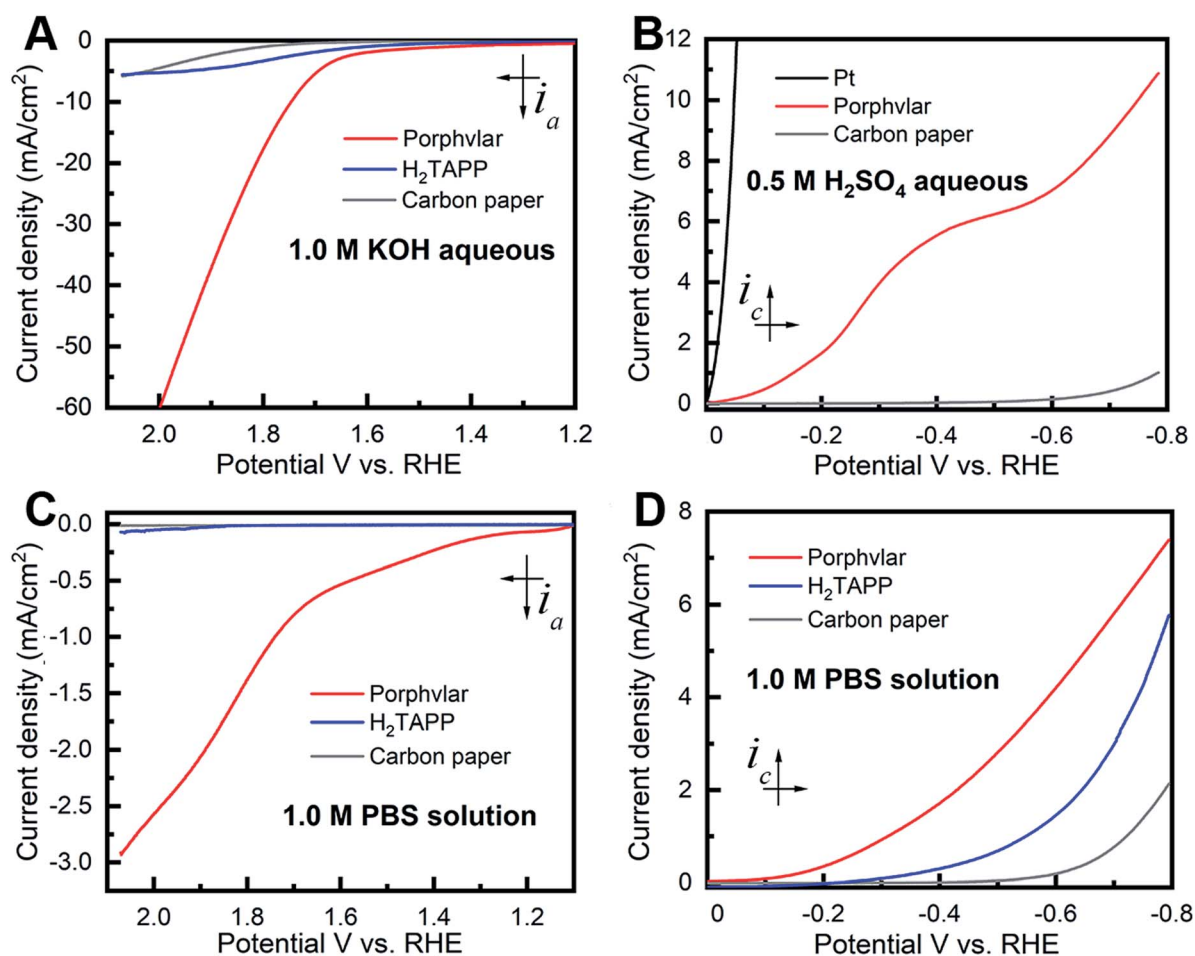 A
Current density (mA/cm²)
0
-10
-20
-30
-40
-50
-60
2.0 1.8 1.6 1.4 1.2
Potential V vs. RHE
Porphvlar
H₂TAPP
Carbon paper
1.0 M KOH aqueous
iₐ
B
Current density (mA/cm²)
12
10
8
6
4
2
0
0 -0.2 -0.4 -0.6 -0.8
Potential V vs. RHE
Pt
Porphvlar
Carbon paper
0.5 M H₂SO₄ aqueous
i_c
C
Current density (mA/cm²)
0.0
-0.5
-1.0
-1.5
-2.0
-2.5
-3.0
2.0 1.8 1.6 1.4 1.2
Potential V vs. RHE
iₐ
Porphvlar
H₂TAPP
Carbon paper
1.0 M PBS solution
D
Current density (mA/cm²)
8
6
4
2
0
0 -0.2 -0.4 -0.6 -0.8
Potential V vs. RHE
Porphvlar
H₂TAPP
Carbon paper
1.0 M PBS solution
i_c